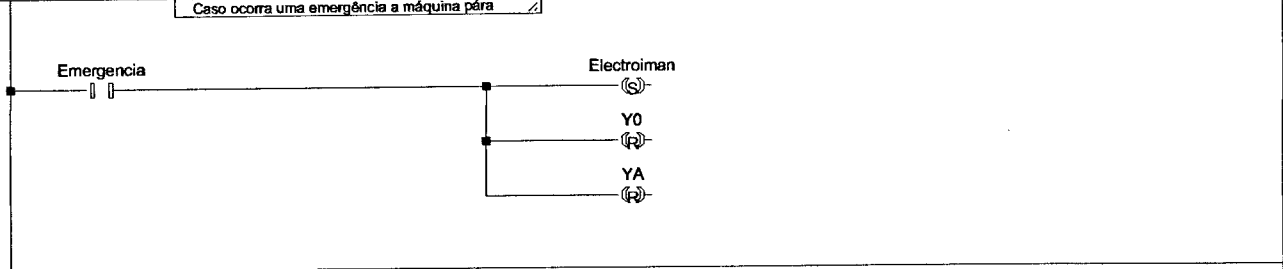 Caso ocorra uma emergência a máquina pára
Emergencia
Electroiman
S
Y0
R
YA
R